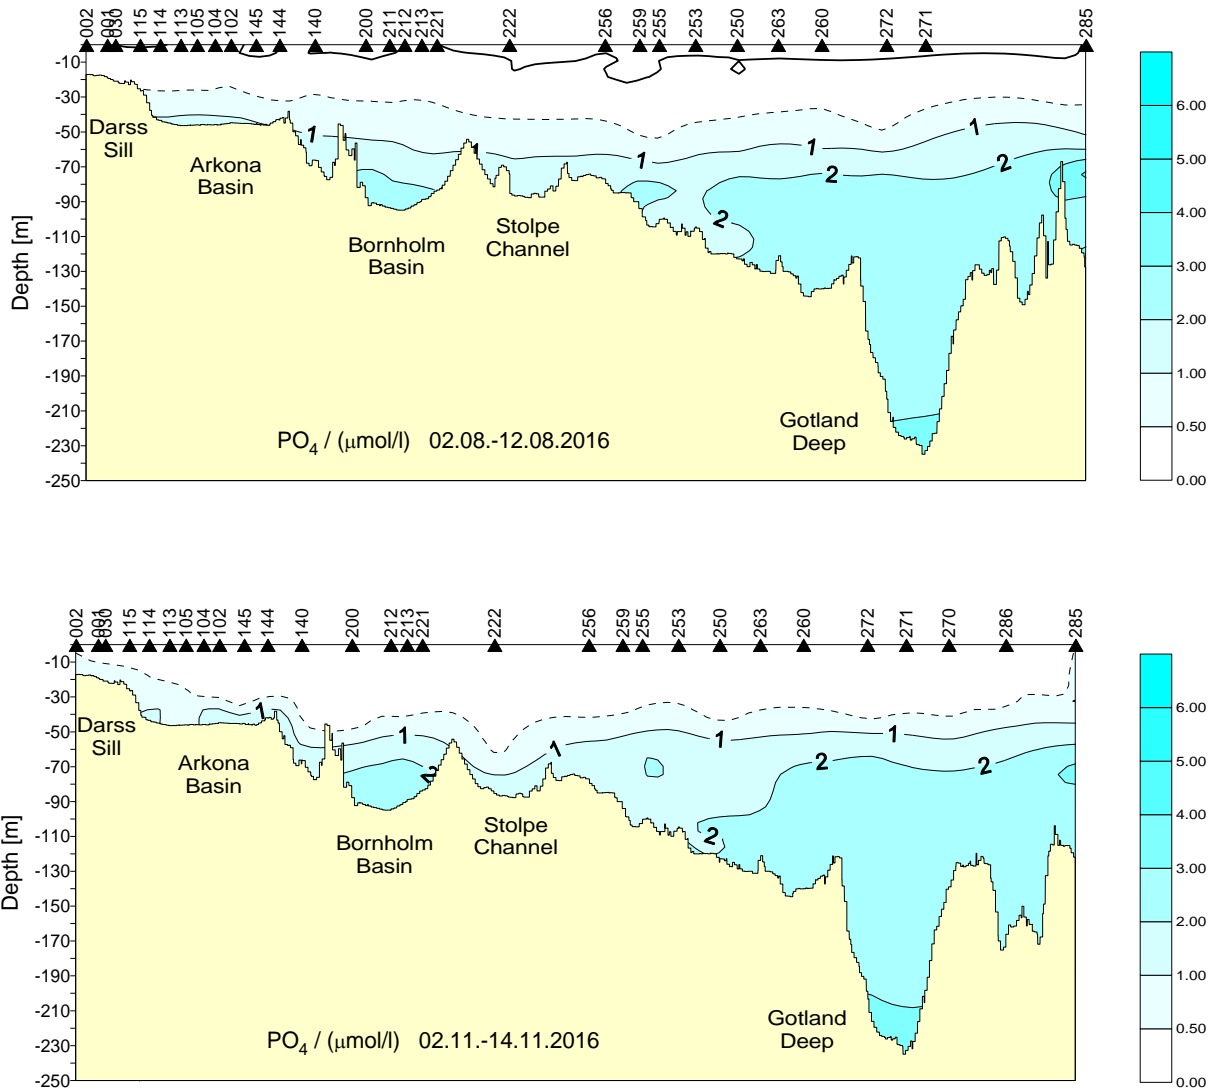 002 001 030 115 114 113 105 104 102 145 144 140 200 211 212 213 221 222 256 259 255 253 250 263 260 272 271 285
-10
-30
-50
-70
-90
-110
-130
-150
-170
-190
-210
-230
-250
Depth [m]
Darss
Sill
Arkona
Basin
Bornholm
Basin
Stolpe
Channel
Gotland
Deep
1 1 1 1 1
2 2 2
PO4 / (μmol/l) 02.08.-12.08.2016
6.00
5.00
4.00
3.00
2.00
1.00
0.50
0.00
002 001 030 115 114 113 105 104 102 145 144 140 200 212 213 221 222 256 259 255 253 250 263 260 272 271 270 286 285
-10
-30
-50
-70
-90
-110
-130
-150
-170
-190
-210
-230
-250
Depth [m]
Darss
Sill
Arkona
Basin
Bornholm
Basin
Stolpe
Channel
Gotland
Deep
1 1 1 1 1
2 2 2 2
PO4 / (μmol/l) 02.11.-14.11.2016
6.00
5.00
4.00
3.00
2.00
1.00
0.50
0.00